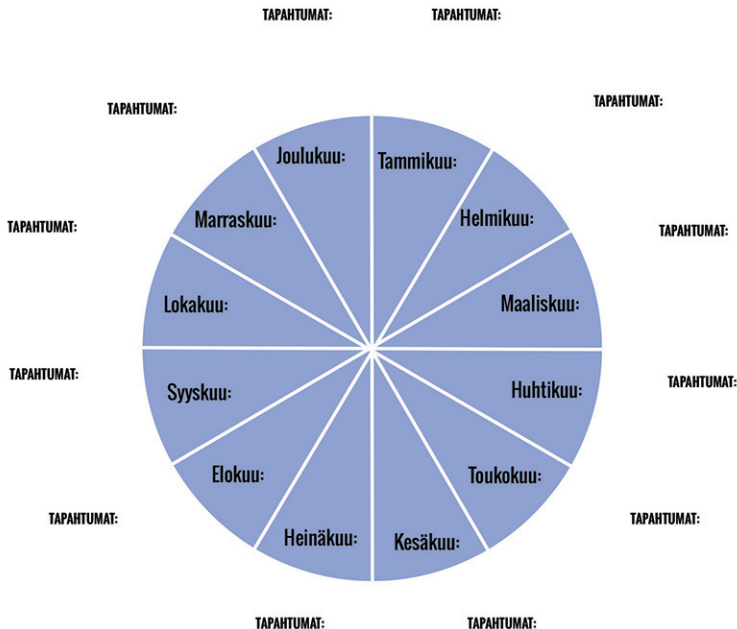 TAPAHTUMAT:
TAPAHTUMAT:
TAPAHTUMAT:
TAPAHTUMAT:
Joulukuu:
Tammikuu:
Marraskuu:
Helmikuu:
TAPAHTUMAT:
TAPAHTUMAT:
Lokakuu:
Maaliskuu:
TAPAHTUMAT:
TAPAHTUMAT:
Syyskuu:
Huhtikuu:
Elokuu:
Toukokuu:
TAPAHTUMAT:
TAPAHTUMAT:
Heinäkuu:
Kesäkuu:
TAPAHTUMAT:
TAPAHTUMAT: